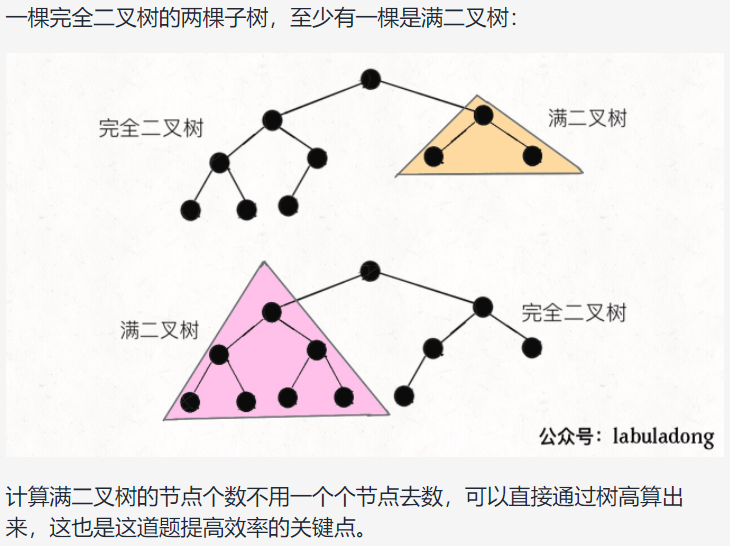 一棵完全二叉树的两棵子树，至少有一棵是满二叉树：
完全二叉树
满二叉树
满二叉树
完全二叉树
公众号：labuladong
计算满二叉树的节点个数不用一个个节点去数，可以直接通过树高算出
来，这也是这道题提高效率的关键点。